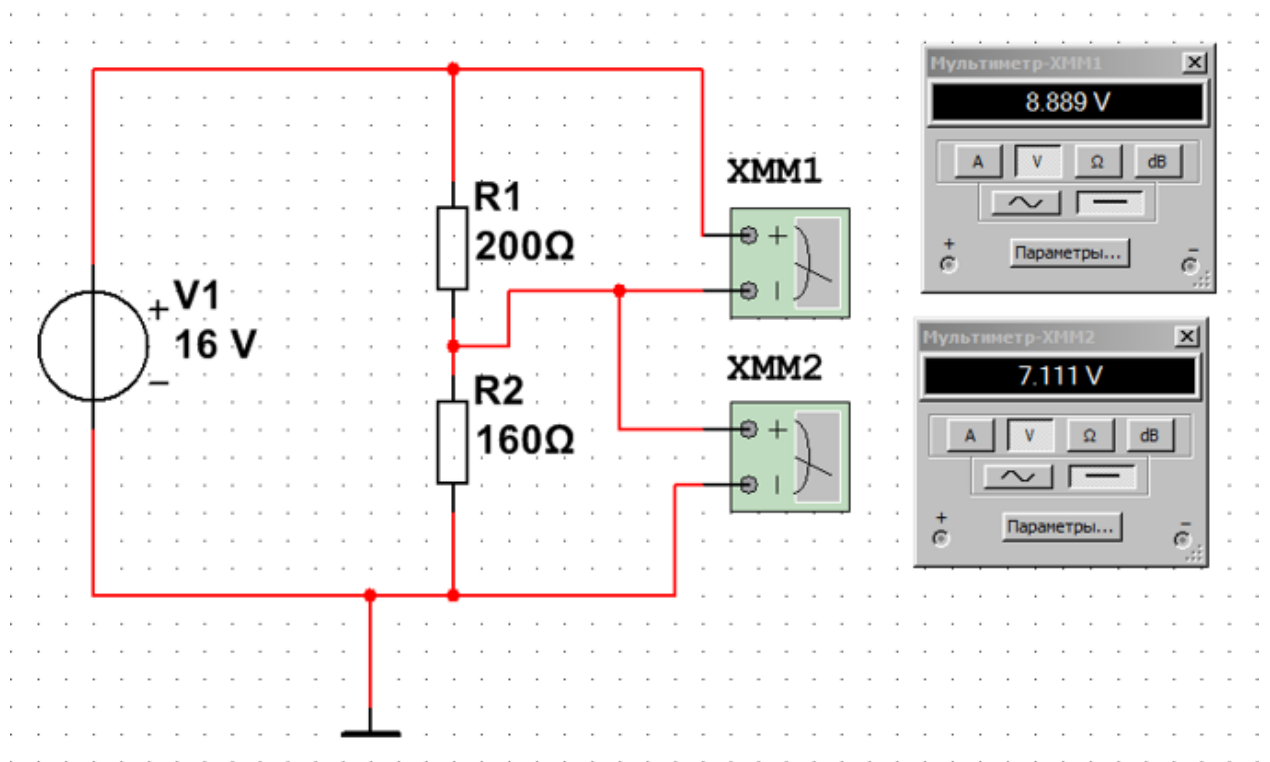 Мультиметр-XMM1
8.889 V
A V Ω dB
+ −
Параметры...
XMM1
R1
200Ω
+
V1
+
16 V
−
Мультиметр-XMM2
7.111 V
A V Ω dB
+ −
Параметры...
XMM2
R2
160Ω
+